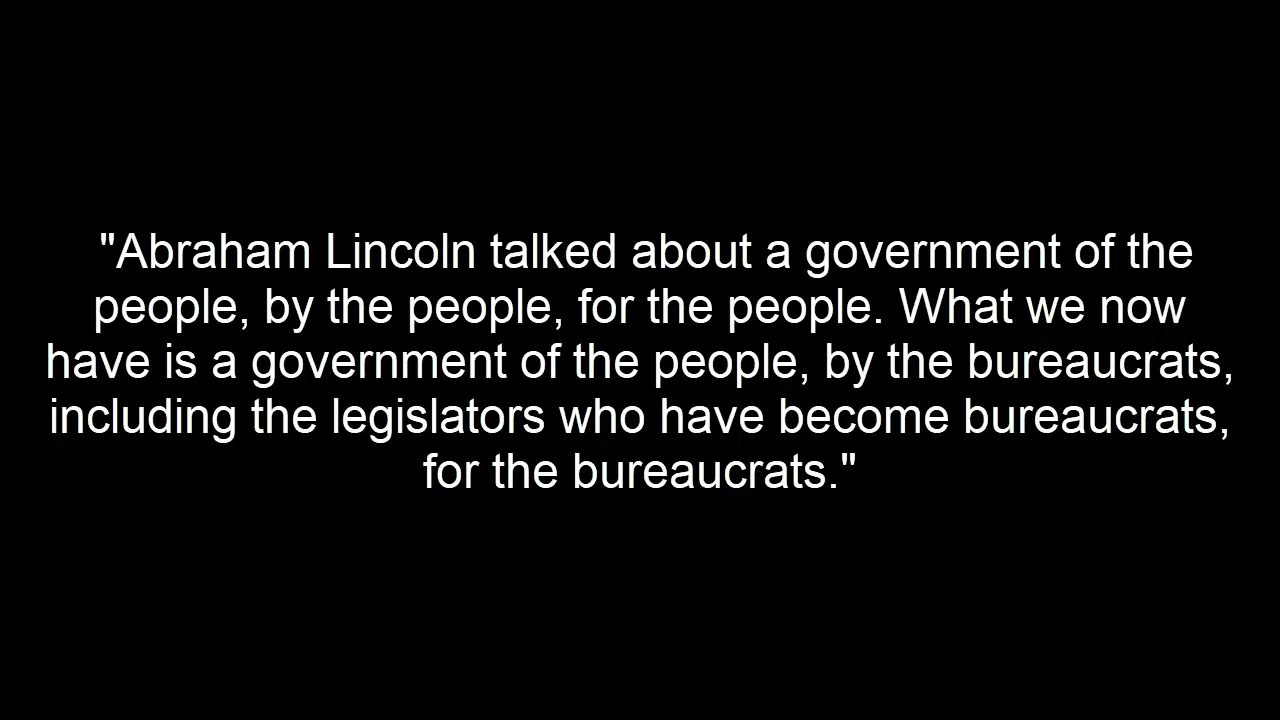 "Abraham Lincoln talked about a government of the
people, by the people, for the people. What we now
have is a government of the people, by the bureaucrats,
including the legislators who have become bureaucrats,
for the bureaucrats."